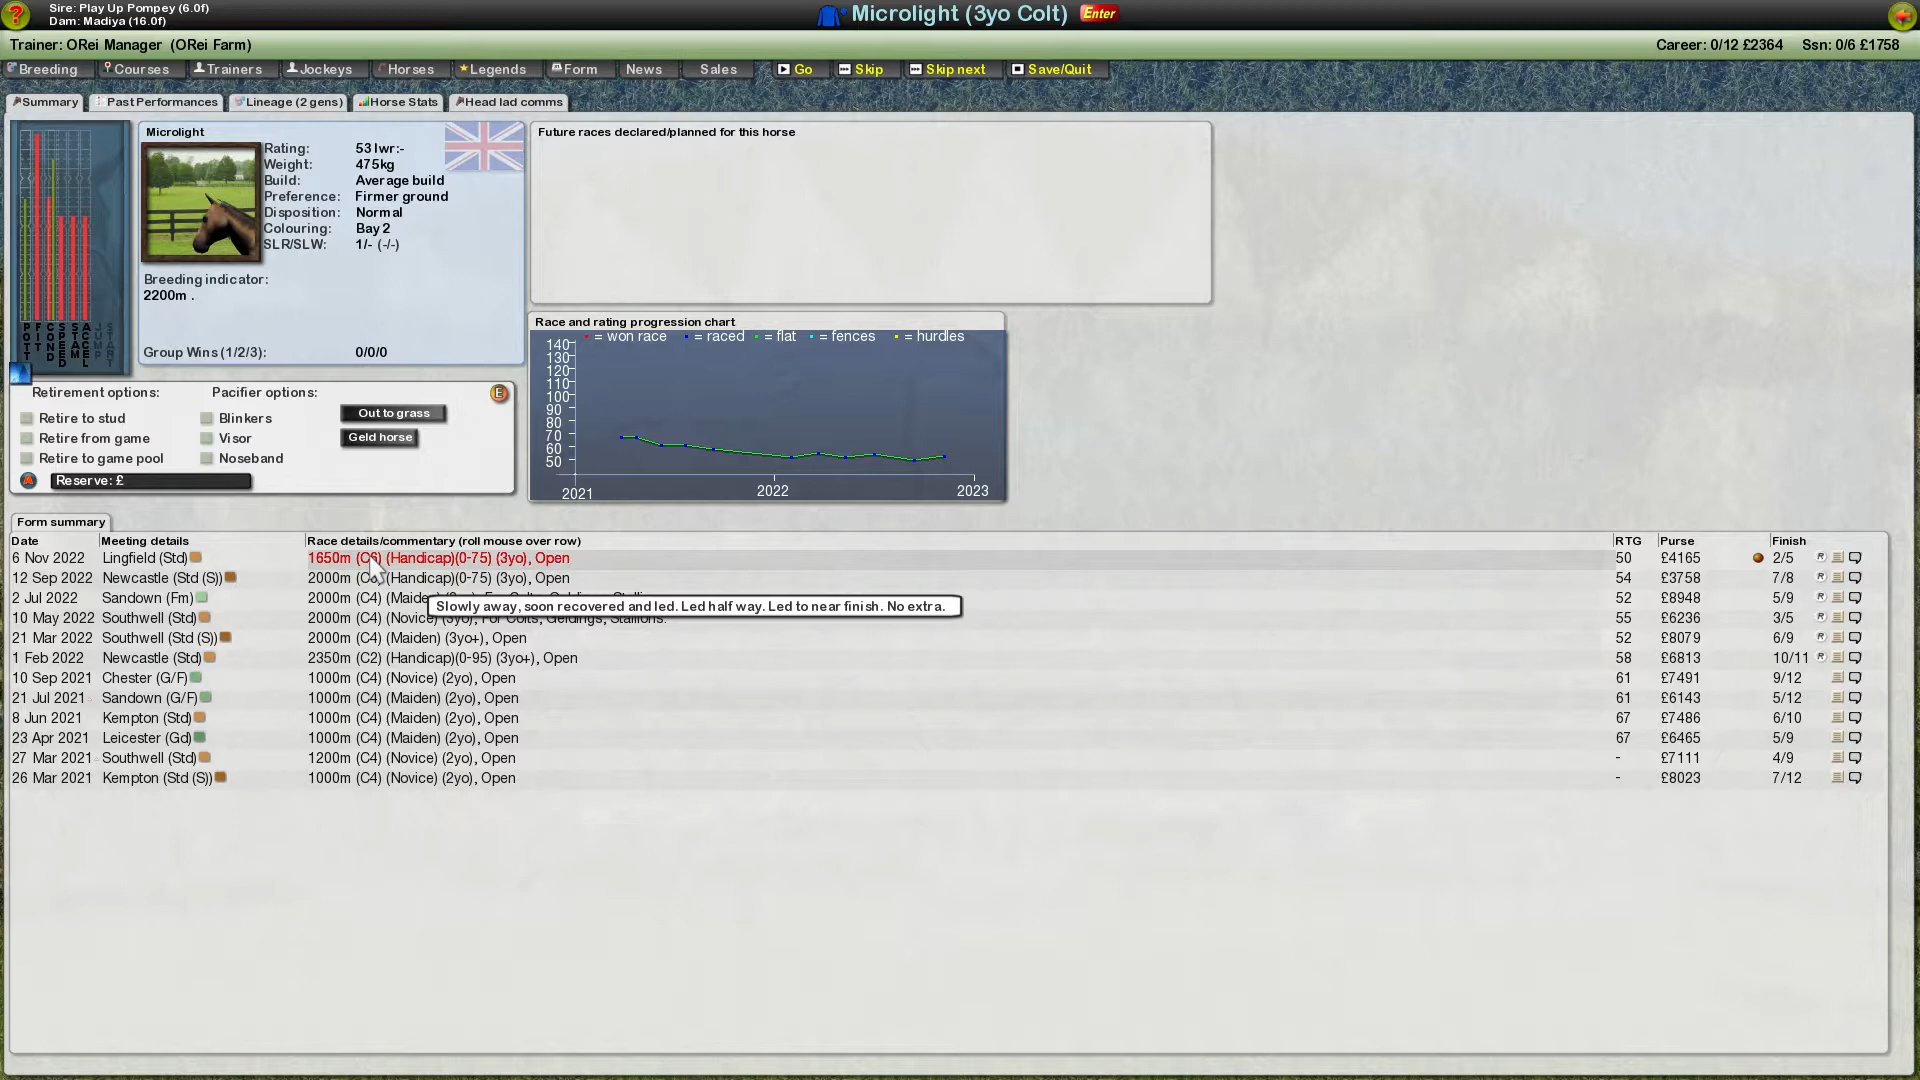 Sire: Play Up Pompey (6.0f)
Dam: Madiya (16.0f)
Microlight (3yo Colt) Enter
Trainer: ORei Manager (ORei Farm)
Career: 0/12 £2364 Ssn: 0/6 £1758
Breeding Courses Trainers Jockeys Horses Legends Form News Sales Go Skip Skip next Save/Quit
Summary Past Performances Lineage (2 gens) Horse Stats Head lad comms
Microlight
Rating: 53 lwr:-
Weight: 475kg
Build: Average build
Preference: Firmer ground
Disposition: Normal
Colouring: Bay 2
SLR/SLW: 1/- (-/-)
Breeding indicator:
2200m .
Group Wins (1/2/3): 0/0/0
FIT
COND
SPEED
STAM
ACCEL
JUMP
START
Future races declared/planned for this horse
Race and rating progression chart
= won race = raced = flat = fences = hurdles
140
130
120
110
100
90
80
70
60
50
2021 2022 2023
Retirement options: Pacifier options: E
Retire to stud Blinkers Out to grass
Retire from game Visor Geld horse
Retire to game pool Noseband
A Reserve: £
Form summary
Date Meeting details Race details/commentary (roll mouse over row) RTG Purse Finish
6 Nov 2022 Lingfield (Std) 1650m (C6) (Handicap)(0-75) (3yo), Open 50 £4165 2/5 R
12 Sep 2022 Newcastle (Std (S)) 2000m (Handicap)(0-75) (3yo), Open 54 £3758 7/8 R
2 Jul 2022 Sandown (Fm) 2000m (C4) (Maiden) 52 £8948 5/9 R
Slowly away, soon recovered and led. Led half way. Led to near finish. No extra.
10 May 2022 Southwell (Std) 2000m (C4) (Novice) (3yo), For Colts, Geldings, Stallions. 55 £6236 3/5 R
21 Mar 2022 Southwell (Std (S)) 2000m (C4) (Maiden) (3yo+), Open 52 £8079 6/9 R
1 Feb 2022 Newcastle (Std) 2350m (C2) (Handicap)(0-95) (3yo+), Open 58 £6813 10/11 R
10 Sep 2021 Chester (G/F) 1000m (C4) (Novice) (2yo), Open 61 £7491 9/12
21 Jul 2021 Sandown (G/F) 1000m (C4) (Maiden) (2yo), Open 61 £6143 5/12
8 Jun 2021 Kempton (Std) 1000m (C4) (Maiden) (2yo), Open 67 £7486 6/10
23 Apr 2021 Leicester (Gd) 1000m (C4) (Maiden) (2yo), Open 67 £6465 5/9
27 Mar 2021 Southwell (Std) 1200m (C4) (Novice) (2yo), Open - £7111 4/9
26 Mar 2021 Kempton (Std (S)) 1000m (C4) (Novice) (2yo), Open - £8023 7/12